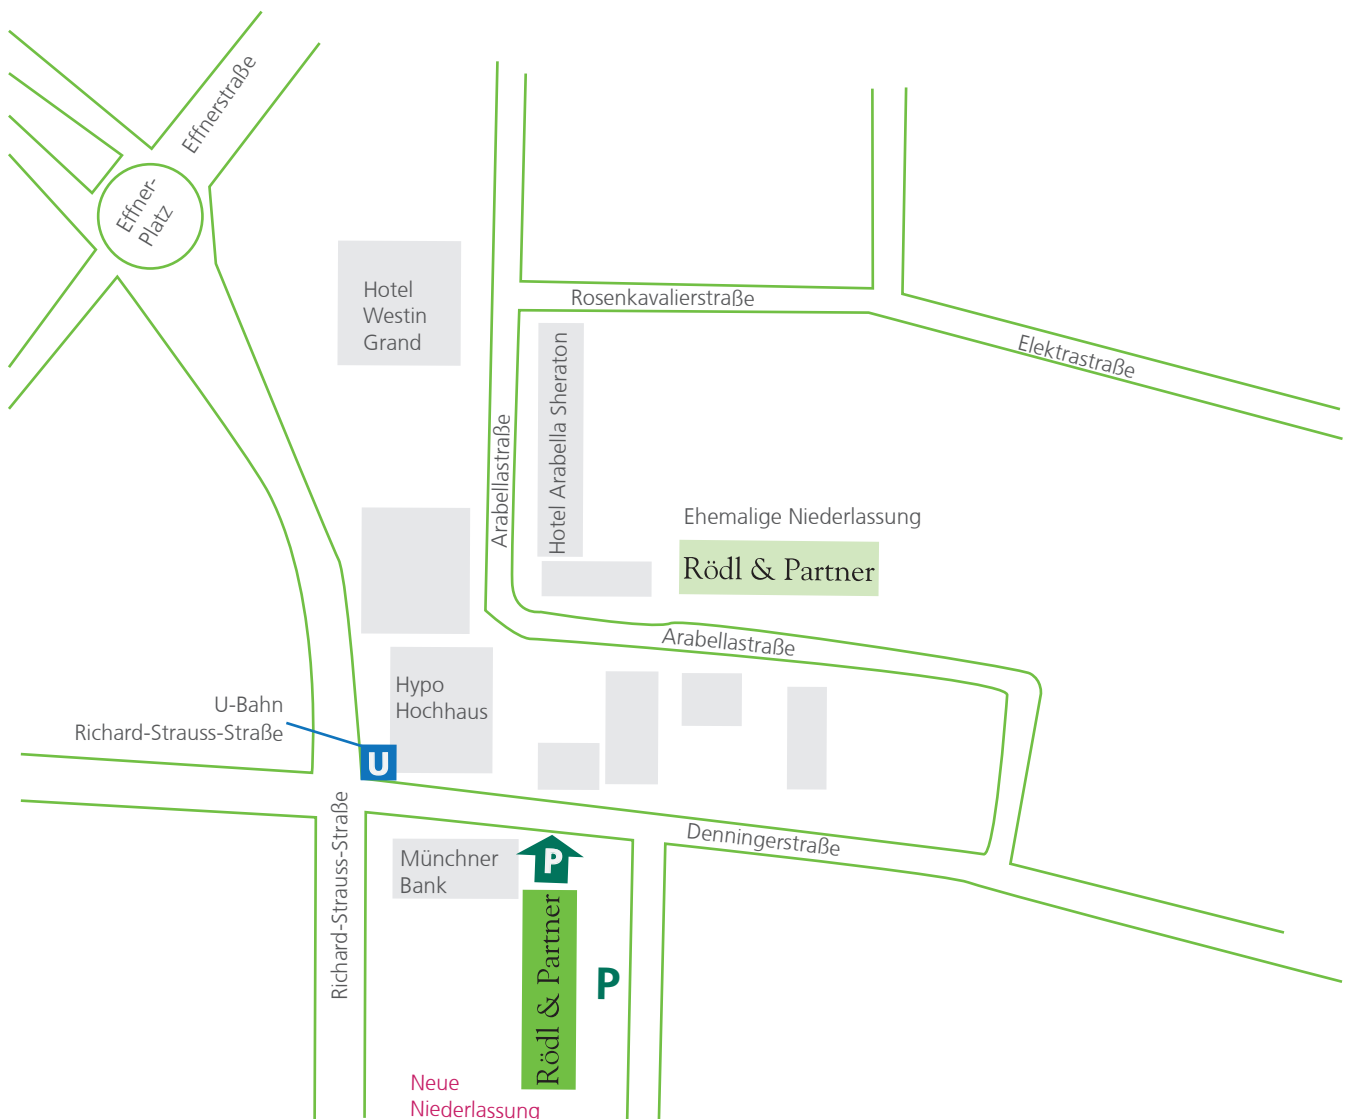 Effnerstraße
Effner-
Platz
Hotel
Westin
Grand
Rosenkavalierstraße
Elektrastraße
Arabellastraße
Hotel Arabella Sheraton
Ehemalige Niederlassung
Rödl & Partner
Arabellastraße
Hypo
Hochhaus
U-Bahn
Richard-Strauss-Straße
U
Richard-Strauss-Straße
Denningerstraße
Münchner
Bank
P
Rödl & Partner
P
Neue
Niederlassung